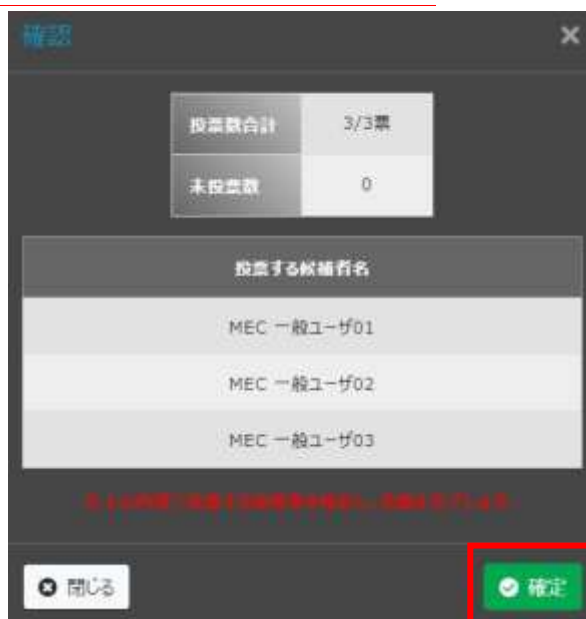 確認
投票数合計 3/3票
未投票数 0
投票する候補者名
MEC 一般ユーザ01
MEC 一般ユーザ02
MEC 一般ユーザ03
閉じる 確定